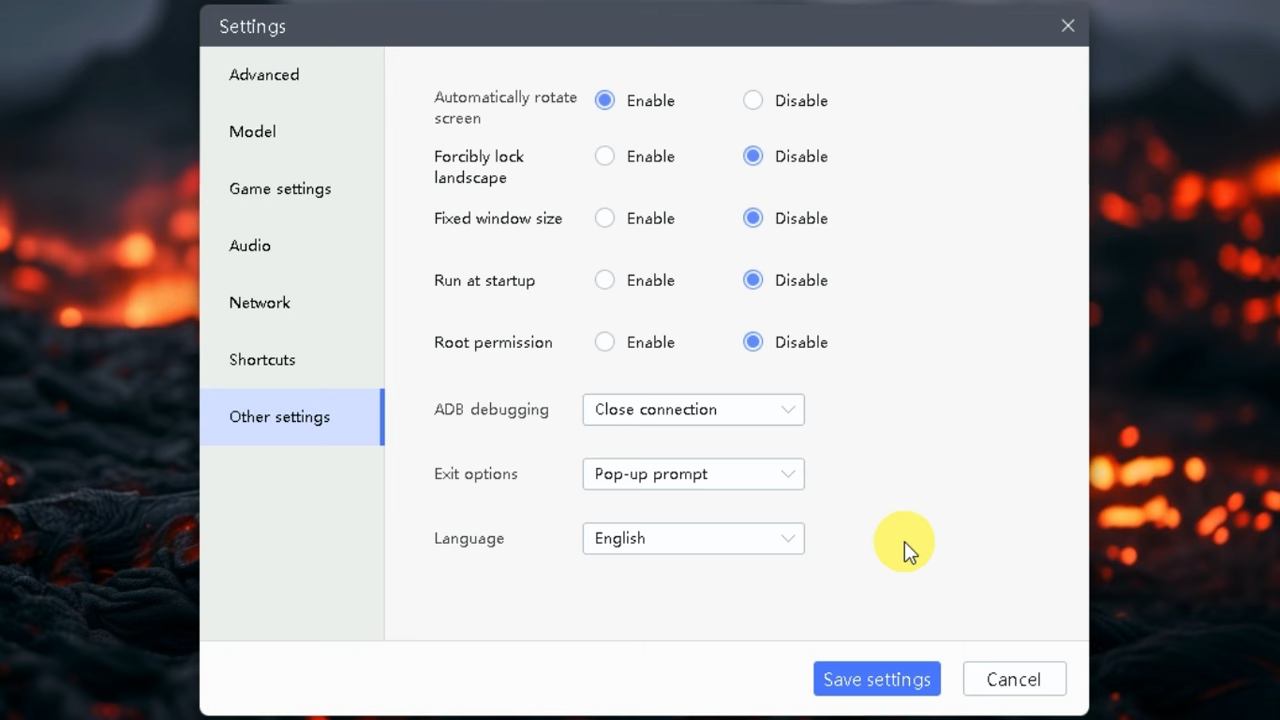 Settings
Advanced
Model
Game settings
Audio
Network
Shortcuts
Other settings
Automatically rotate
screen
Enable
Disable
Forcibly lock
landscape
Enable
Disable
Fixed window size
Enable
Disable
Run at startup
Enable
Disable
Root permission
Enable
Disable
ADB debugging
Close connection
Exit options
Pop-up prompt
Language
English
Save settings
Cancel